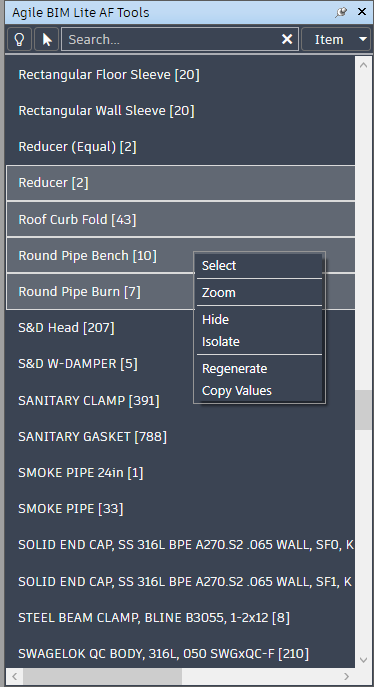 Agile BIM Lite AF Tools
Search...
Item
Rectangular Floor Sleeve [20]
Rectangular Wall Sleeve [20]
Reducer (Equal) [2]
Reducer [2]
Roof Curb Fold [43]
Round Pipe Bench [10]
Round Pipe Burn [7]
Select
Zoom
Hide
Isolate
Regenerate
Copy Values
S&D Head [207]
S&D W-DAMPER [5]
SANITARY CLAMP [391]
SANITARY GASKET [788]
SMOKE PIPE 24in [1]
SMOKE PIPE [33]
SOLID END CAP, SS 316L BPE A270.S2 .065 WALL, SF0, K
SOLID END CAP, SS 316L BPE A270.S2 .065 WALL, SF1, K
STEEL BEAM CLAMP, BLINE B3055, 1-2x12 [8]
SWAGELOK QC BODY, 316L, 050 SWGxQC-F [210]